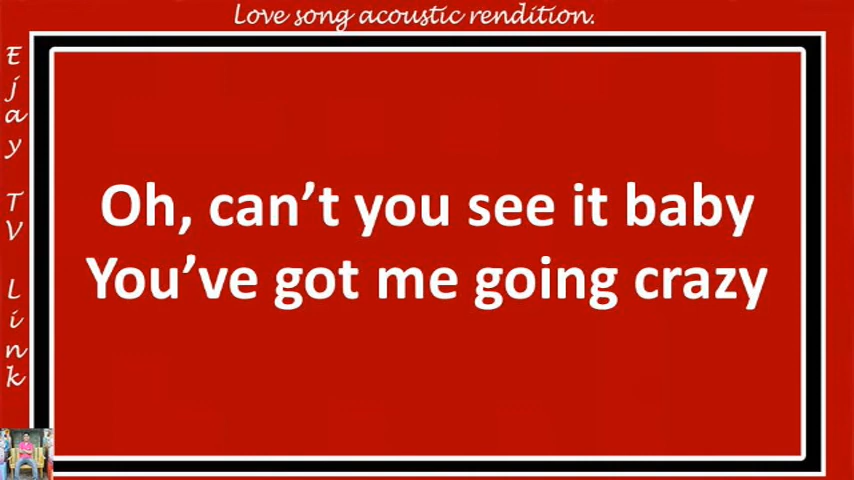 Love song acoustic rendition.
Ejay TV Link
Oh, can’t you see it baby
You’ve got me going crazy